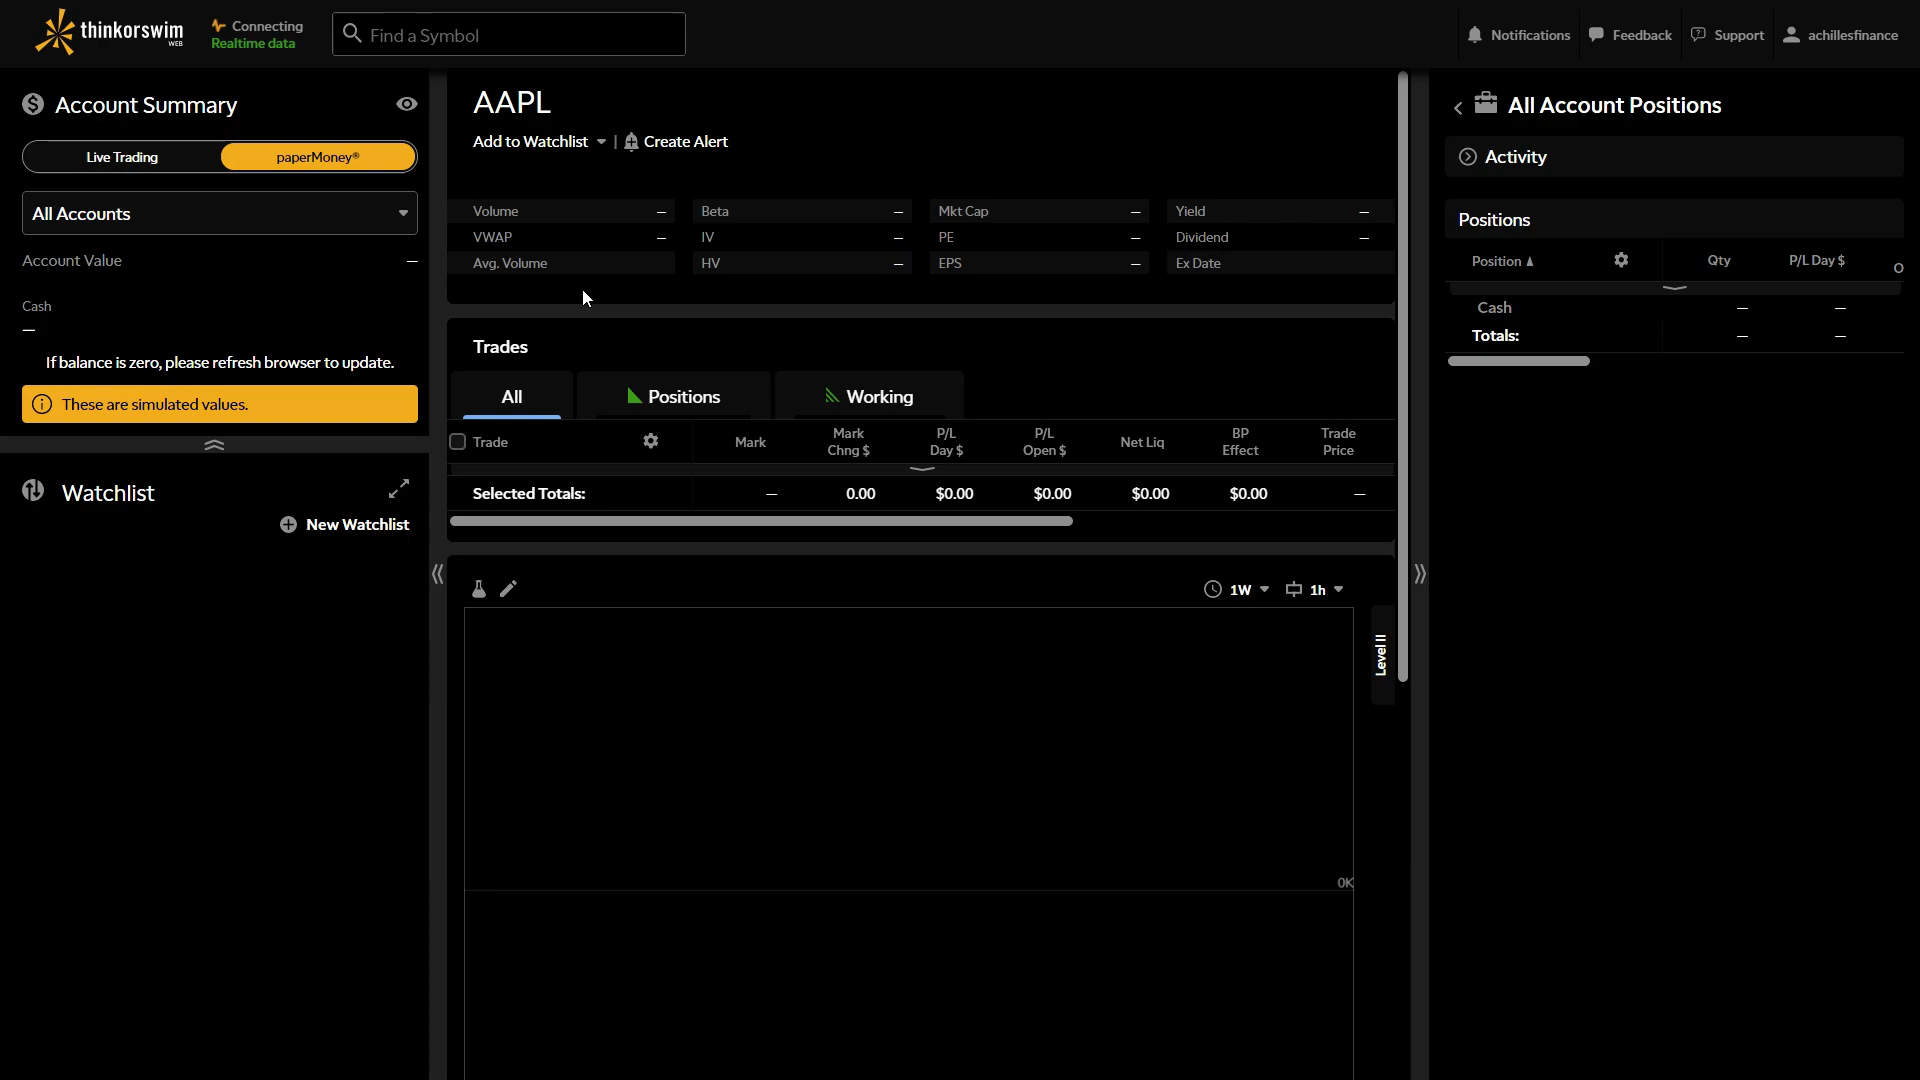 thinkorswim
WEB
Connecting
Realtime data
Find a Symbol
Notifications
Feedback
Support
achillesfinance
Account Summary
Live Trading
paperMoney®
All Accounts
Account Value –
Cash
–
If balance is zero, please refresh browser to update.
These are simulated values.
Watchlist
New Watchlist
AAPL
Add to Watchlist | Create Alert
Volume – Beta – Mkt Cap – Yield –
VWAP – IV – PE – Dividend –
Avg. Volume HV – EPS – Ex Date
Trades
All Positions Working
Trade Mark Mark Chng $ P/L Day $ P/L Open $ Net Liq BP Effect Trade Price
Selected Totals: – 0.00 $0.00 $0.00 $0.00 $0.00 –
1W 1h
Level II
0K
All Account Positions
Activity
Positions
Position ▲ Qty P/L Day $ O
Cash – –
Totals: – –